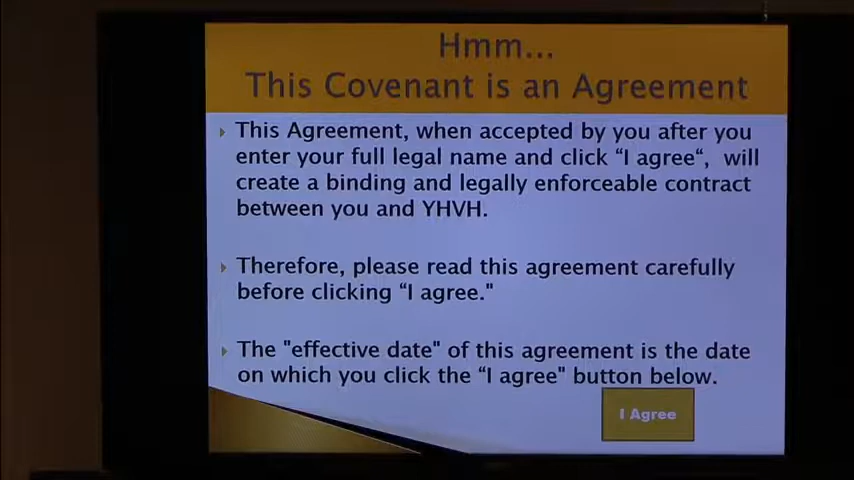 Hmm...
This Covenant is an Agreement
This Agreement, when accepted by you after you
enter your full legal name and click “I agree“, will
create a binding and legally enforceable contract
between you and YHVH.
Therefore, please read this agreement carefully
before clicking “I agree."
The "effective date" of this agreement is the date
on which you click the “I agree" button below.
I Agree